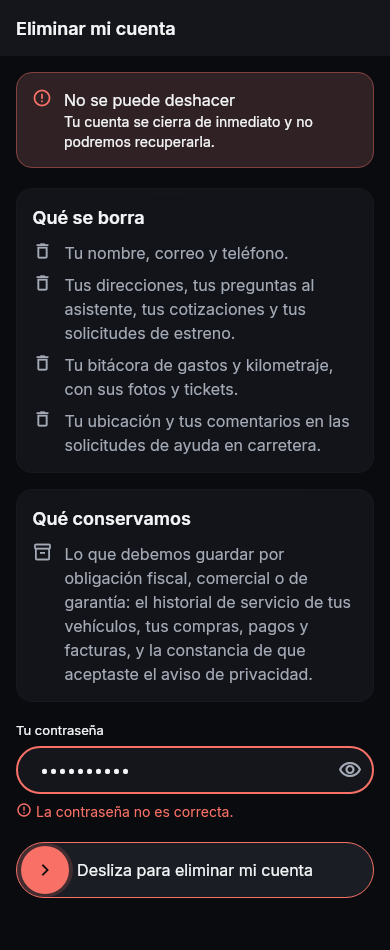 Eliminar mi cuenta
No se puede deshacer
Tu cuenta se cierra de inmediato y no
podremos recuperarla.
Qué se borra
Tu nombre, correo y teléfono.
Tus direcciones, tus preguntas al
asistente, tus cotizaciones y tus
solicitudes de estreno.
Tu bitácora de gastos y kilometraje,
con sus fotos y tickets.
Tu ubicación y tus comentarios en las
solicitudes de ayuda en carretera.
Qué conservamos
Lo que debemos guardar por
obligación fiscal, comercial o de
garantía: el historial de servicio de tus
vehículos, tus compras, pagos y
facturas, y la constancia de que
aceptaste el aviso de privacidad.
Tu contraseña
••••••••••
La contraseña no es correcta.
Desliza para eliminar mi cuenta